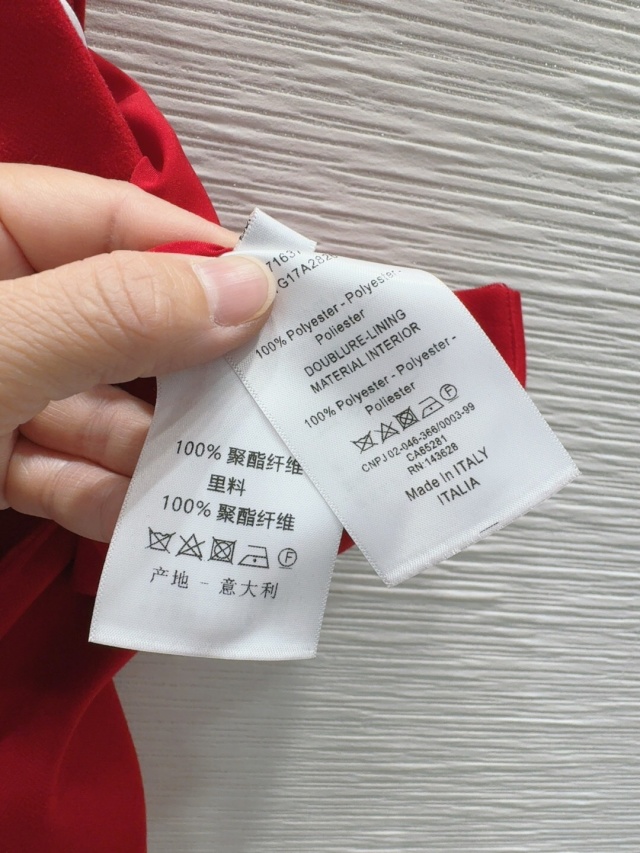 G17A282
100% Polyester - Polyester -
Poliester
DOUBLURE-LINING
MATERIAL INTERIOR
100% Polyester - Polyester -
Poliester
CNPJ 02-046-366/0003-99
CA65281
RN:143628
Made in ITALY
ITALIA
100% 聚酯纤维
里料
100% 聚酯纤维
F
产地 - 意大利